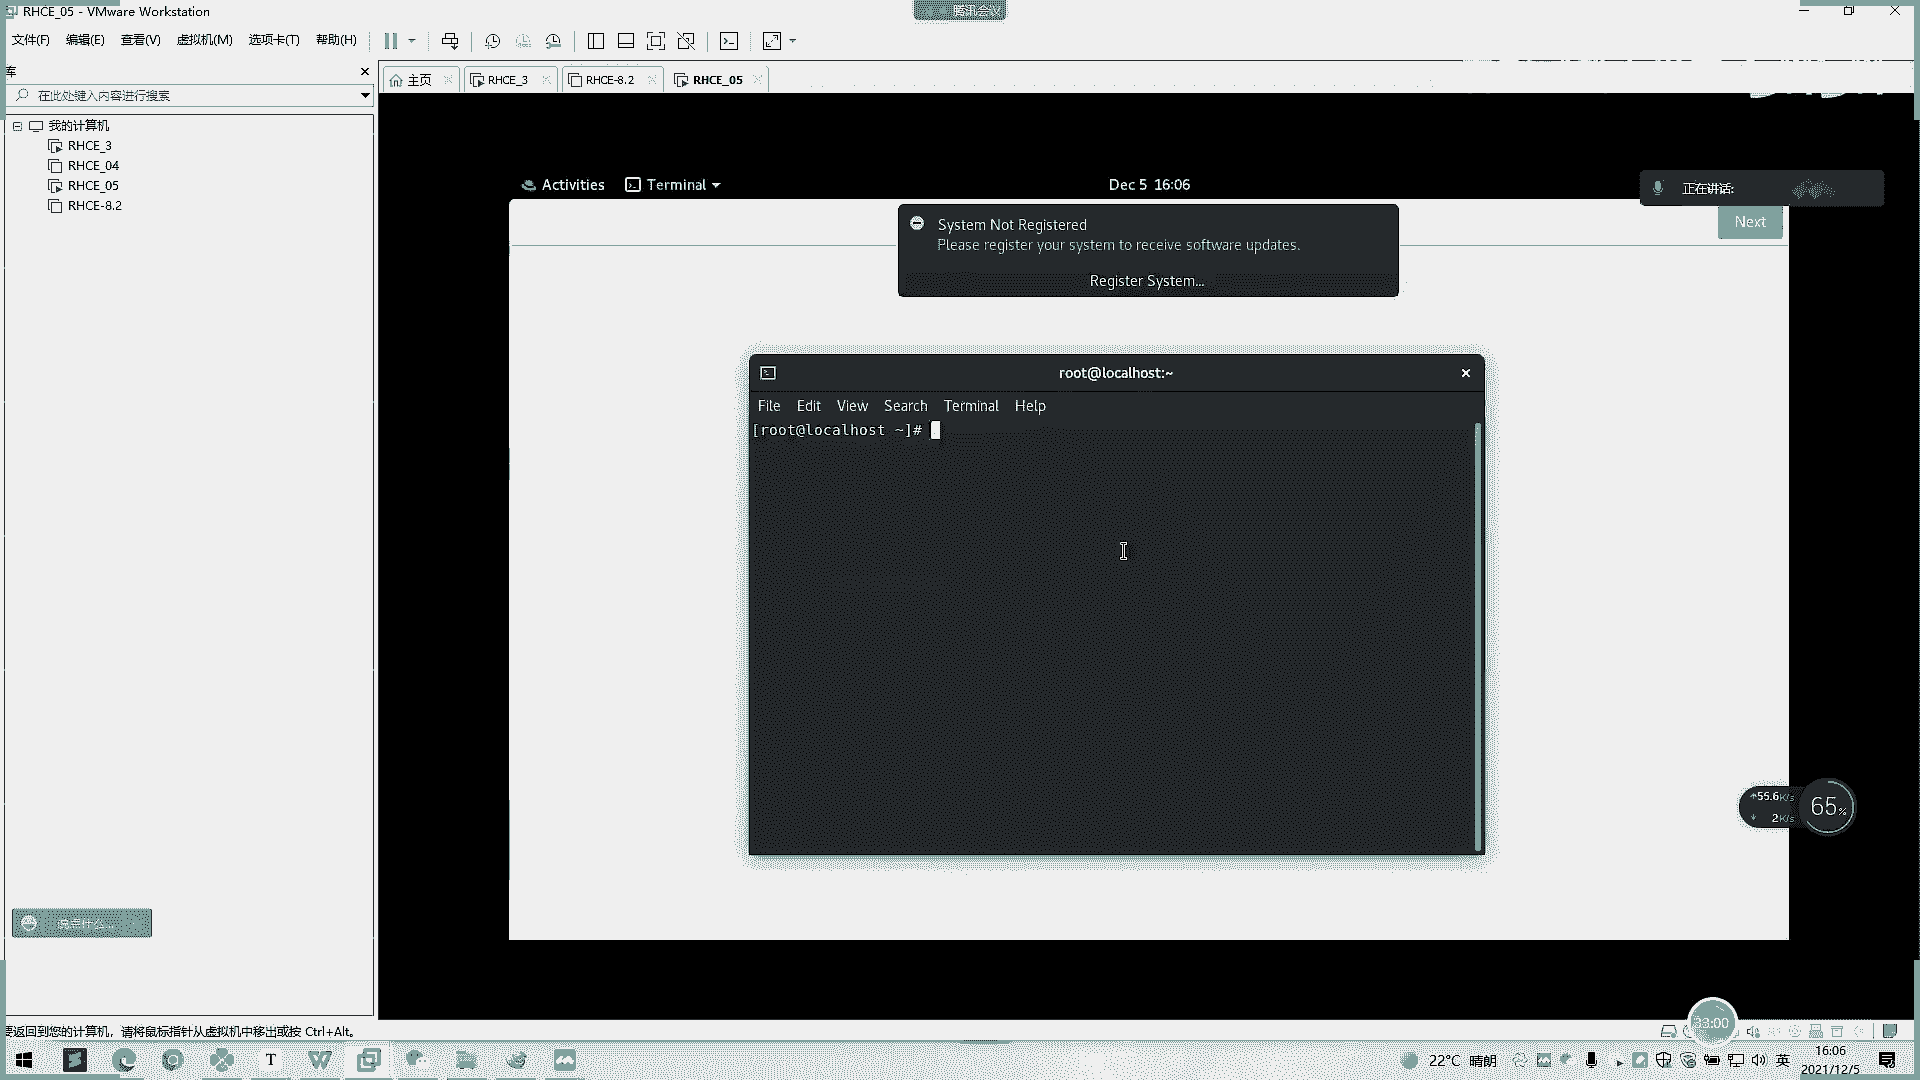 RHCE_05 - VMware Workstation
腾讯会议
文件(F) 编辑(E) 查看(V) 虚拟机(M) 选项卡(T) 帮助(H)
库
主页 RHCE_3 RHCE-8.2 RHCE_05
在此处键入内容进行搜索
我的计算机
RHCE_3
RHCE_04
RHCE_05
RHCE-8.2
Activities Terminal Dec 5 16:06
正在讲话:
System Not Registered
Please register your system to receive software updates.
Register System...
Next
root@localhost:~
File Edit View Search Terminal Help
[root@localhost ~]#
↑55.6K/s
↓ 2K/s
65%
说点什么...
要返回到您的计算机，请将鼠标指针从虚拟机中移出或按 Ctrl+Alt。
33:00
22°C 晴朗
英
16:06
2021/12/5